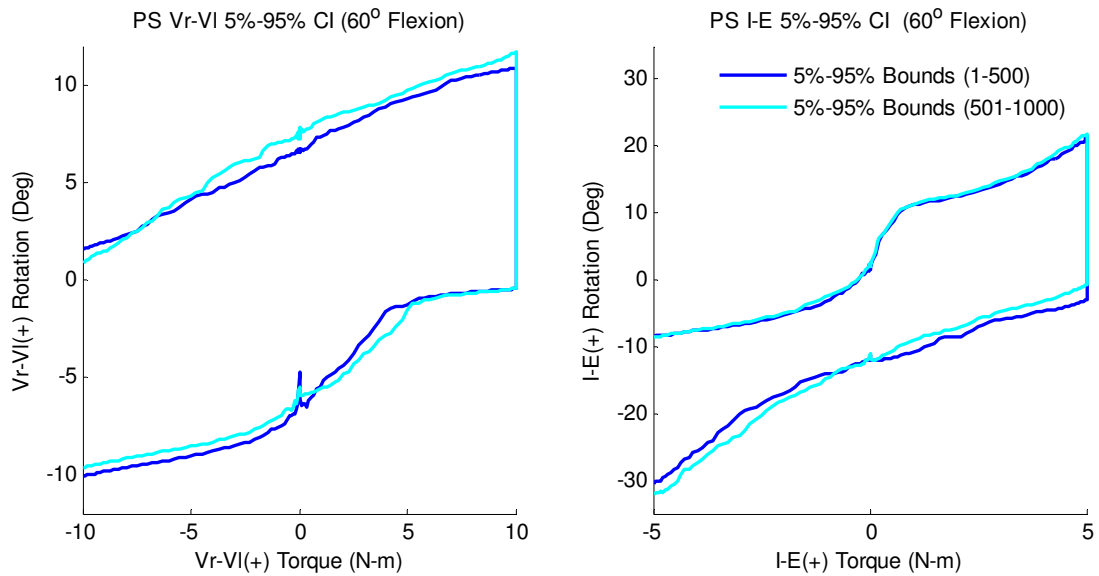 PS Vr-Vl 5%-95% CI (60° Flexion)
Vr-Vl(+) Rotation (Deg)
10
5
0
-5
-10
-10
-5
0
5
10
Vr-Vl(+) Torque (N-m)
PS I-E 5%-95% CI (60° Flexion)
5%-95% Bounds (1-500)
5%-95% Bounds (501-1000)
I-E(+) Rotation (Deg)
30
20
10
0
-10
-20
-30
-5
0
5
I-E(+) Torque (N-m)